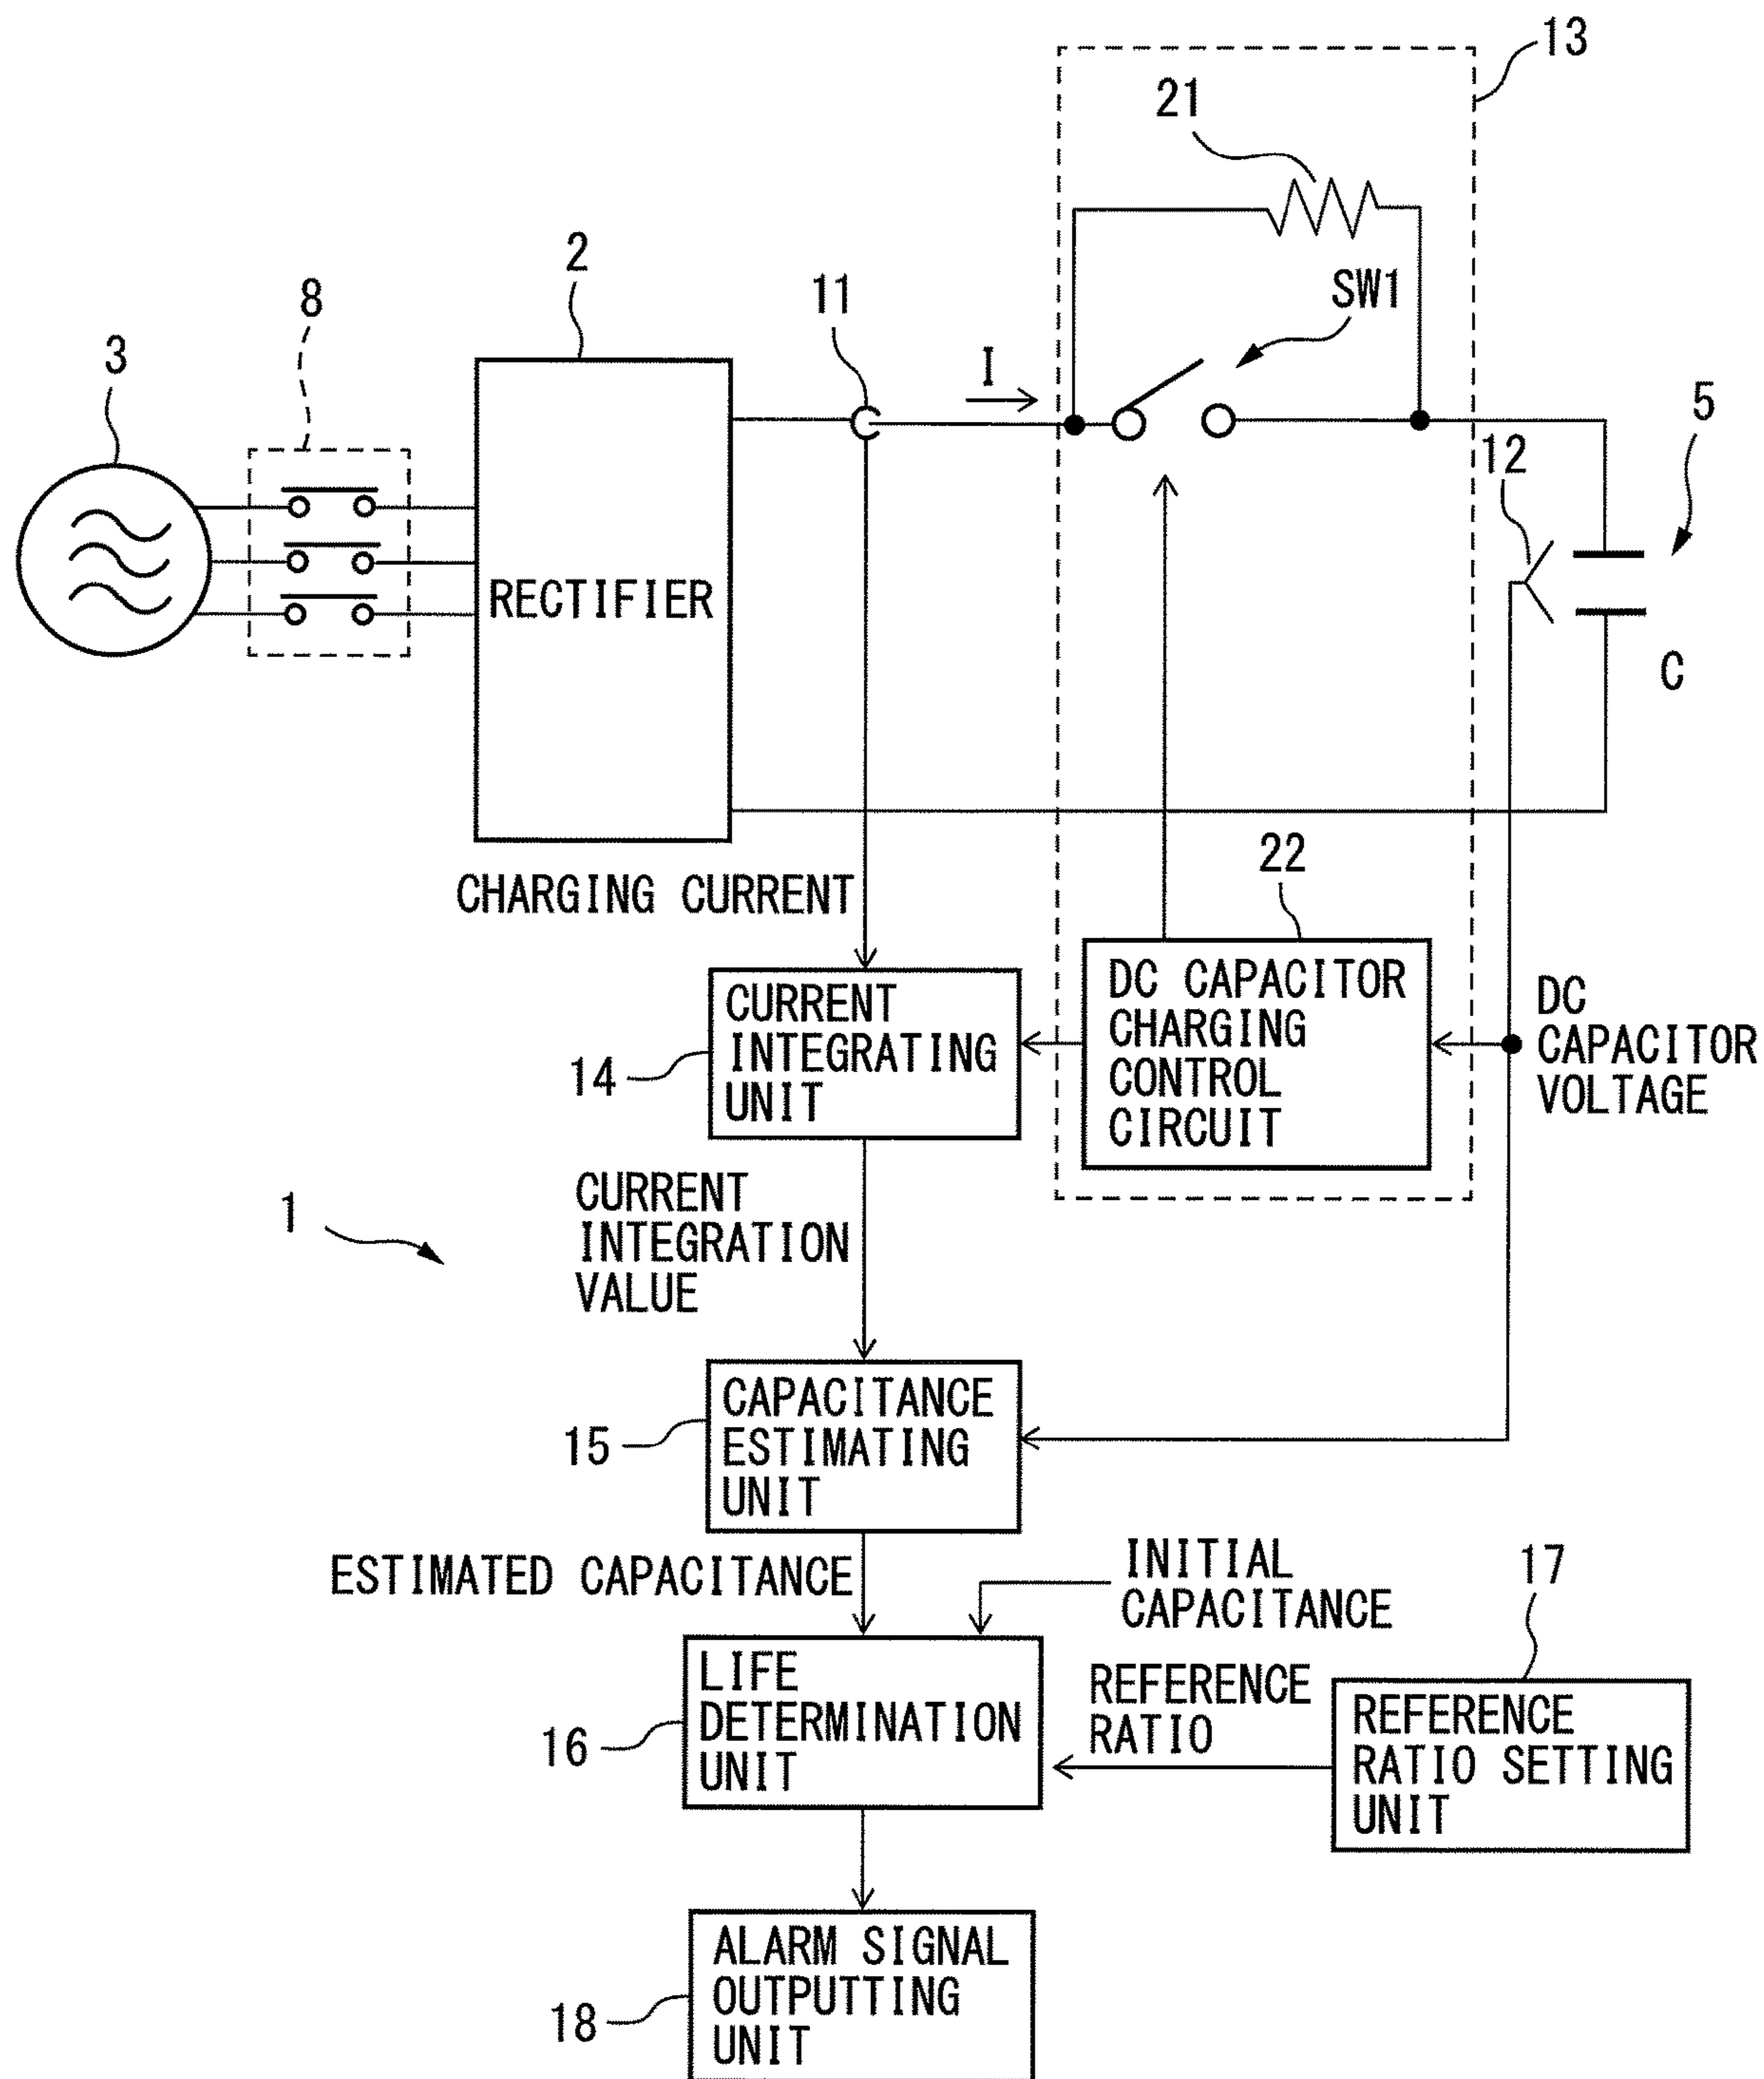 13
21
2
SW1
11
8
I
3
5
12
RECTIFIER
C
22
CHARGING CURRENT
DC CAPACITOR
CHARGING
CONTROL
CIRCUIT
DC
CAPACITOR
VOLTAGE
CURRENT
INTEGRATING
UNIT
14
CURRENT
INTEGRATION
VALUE
1
CAPACITANCE
ESTIMATING
UNIT
15
ESTIMATED CAPACITANCE
INITIAL
CAPACITANCE
17
LIFE
DETERMINATION
UNIT
16
REFERENCE
RATIO
REFERENCE
RATIO SETTING
UNIT
ALARM SIGNAL
OUTPUTTING
UNIT
18